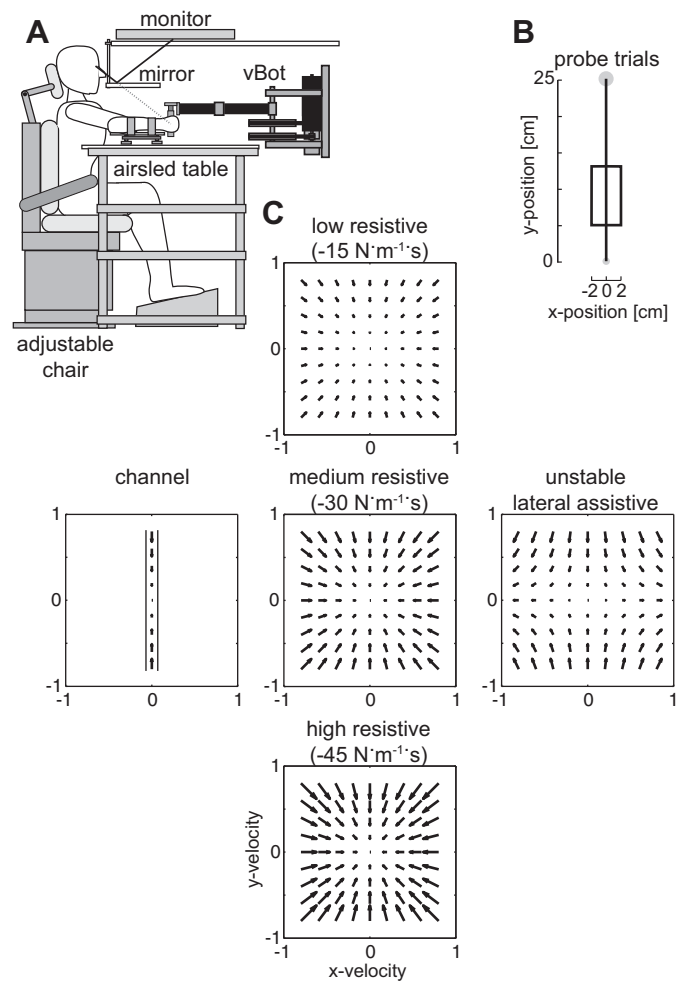 A
monitor
mirror
vBot
airsled table
adjustable
chair
B
probe trials
25
0
y-position [cm]
-2 0 2
x-position [cm]
C
low resistive
(-15 N·m⁻¹·s)
1
0
-1
-1 0 1
channel
1
0
-1
-1 0 1
medium resistive
(-30 N·m⁻¹·s)
1
0
-1
-1 0 1
unstable
lateral assistive
1
0
-1
-1 0 1
high resistive
(-45 N·m⁻¹·s)
1
0
-1
y-velocity
-1 0 1
x-velocity